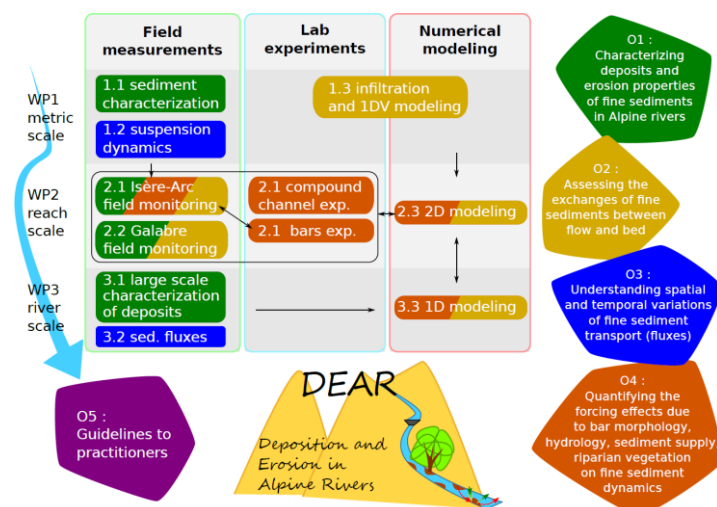 Field
measurements
Lab
experiments
Numerical
modeling
WP1
metric
scale
1.1 sediment
characterization
1.2 suspension
dynamics
1.3 infiltration
and 1DV modeling
WP2
reach
scale
2.1 Isère-Arc
field monitoring
2.2 Galabre
field monitoring
2.1 compound
channel exp.
2.1 bars exp.
2.3 2D modeling
WP3
river
scale
3.1 large scale
characterization
of deposits
3.2 sed. fluxes
3.3 1D modeling
O1 :
Characterizing
deposits and
erosion properties
of fine sediments
in Alpine rivers
O2 :
Assessing the
exchanges of fine
sediments between
flow and bed
O3 :
Understanding spatial
and temporal variations
of fine sediment
transport (fluxes)
O4 :
Quantifying the
forcing effects due
to bar morphology,
hydrology, sediment supply,
riparian vegetation
on fine sediment
dynamics
O5 :
Guidelines to
practitioners
DEAR
Deposition and
Erosion in
Alpine Rivers